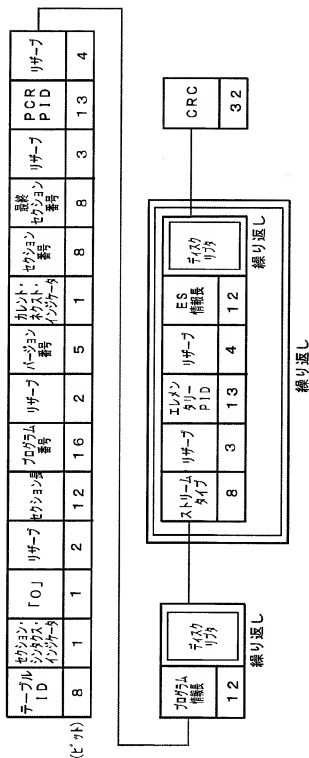 テーブルID
セクション・シンタクス・インジケータ
「0」
リザーブ
セクション長
プログラム番号
リザーブ
バージョン番号
カレント・ネクスト・インジケータ
セクション番号
最終セクション番号
リザーブ
PCR PID
リザーブ
(ビット)
8
1
1
2
12
16
2
5
1
8
8
3
13
4
プログラム情報長
12
ディスクリプタ
繰り返し
ストリームタイプ
8
リザーブ
3
エレメンタリーPID
13
リザーブ
4
ES情報長
12
ディスクリプタ
繰り返し
繰り返し
CRC
32